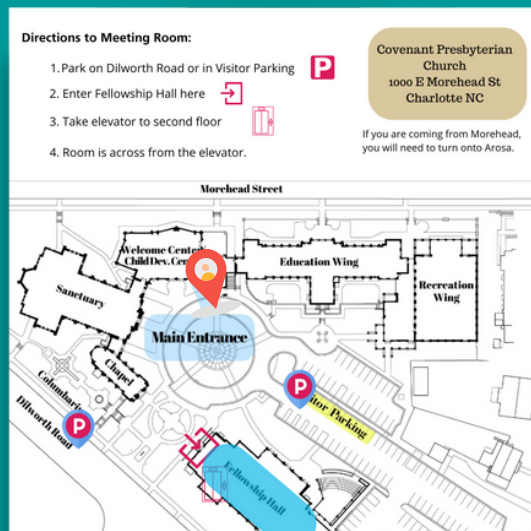 Directions to Meeting Room:
1. Park on Dilworth Road or in Visitor Parking
P
2. Enter Fellowship Hall here
3. Take elevator to second floor
4. Room is across from the elevator.
Covenant Presbyterian
Church
1000 E Morehead St
Charlotte NC
If you are coming from Morehead,
you will need to turn onto Arosa.
Morehead Street
Welcome Center
Child Dev.
Education Wing
Sanctuary
Recreation
Wing
Main Entrance
Chapel
P
Parking
Dilworth Road
P
Fellowship Hall